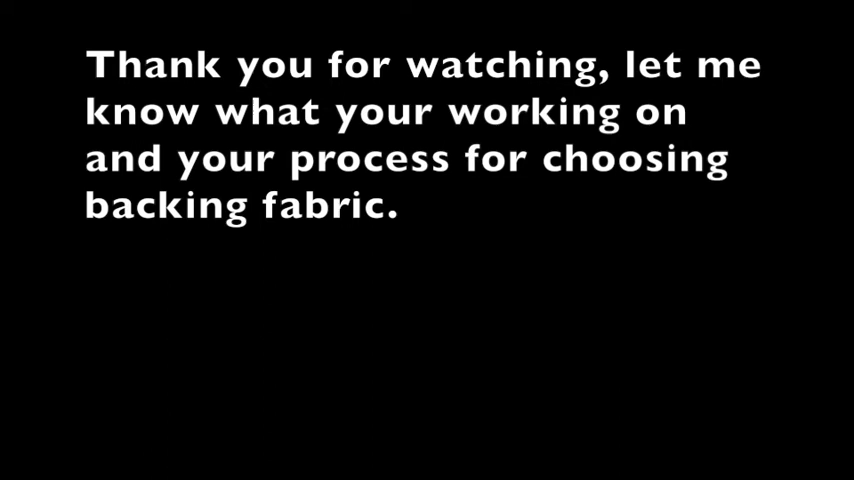 Thank you for watching, let me
know what your working on
and your process for choosing
backing fabric.